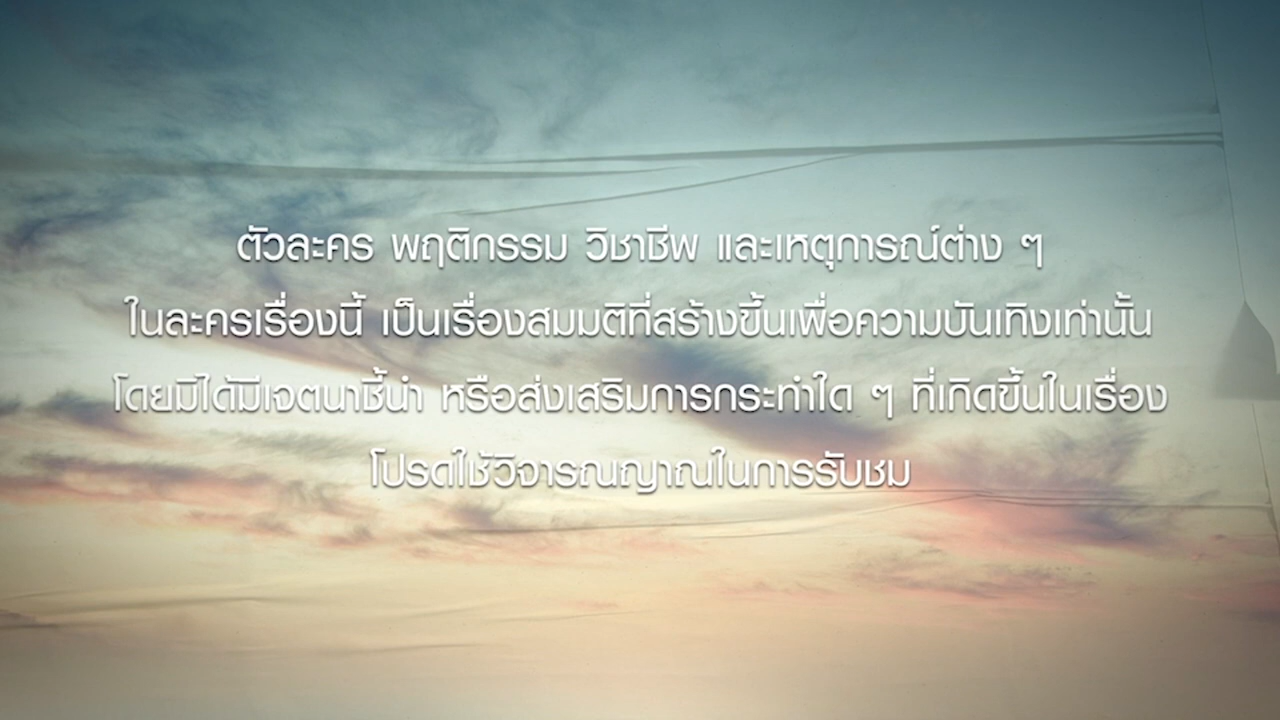 ตัวละคร พฤติกรรม วิชาชีพ และเหตุการณ์ต่าง ๆ
ในละครเรื่องนี้ เป็นเรื่องสมมติที่สร้างขึ้นเพื่อความบันเทิงเท่านั้น
โดยมิได้มีเจตนาชี้นำ หรือส่งเสริมการกระทำใด ๆ ที่เกิดขึ้นในเรื่อง
โปรดใช้วิจารณญาณในการรับชม